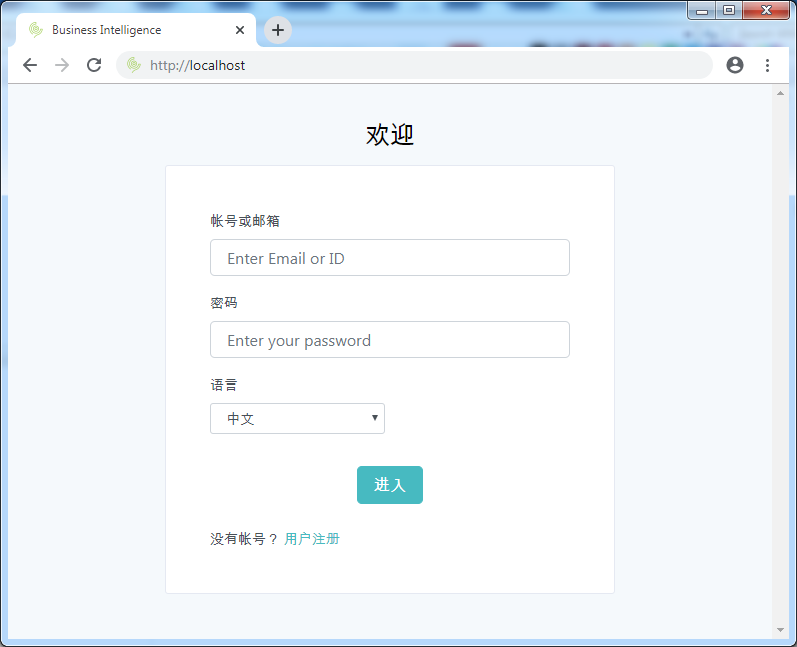 Business Intelligence
http://localhost
欢迎
帐号或邮箱
Enter Email or ID
密码
Enter your password
语言
中文
进入
没有帐号？ 用户注册